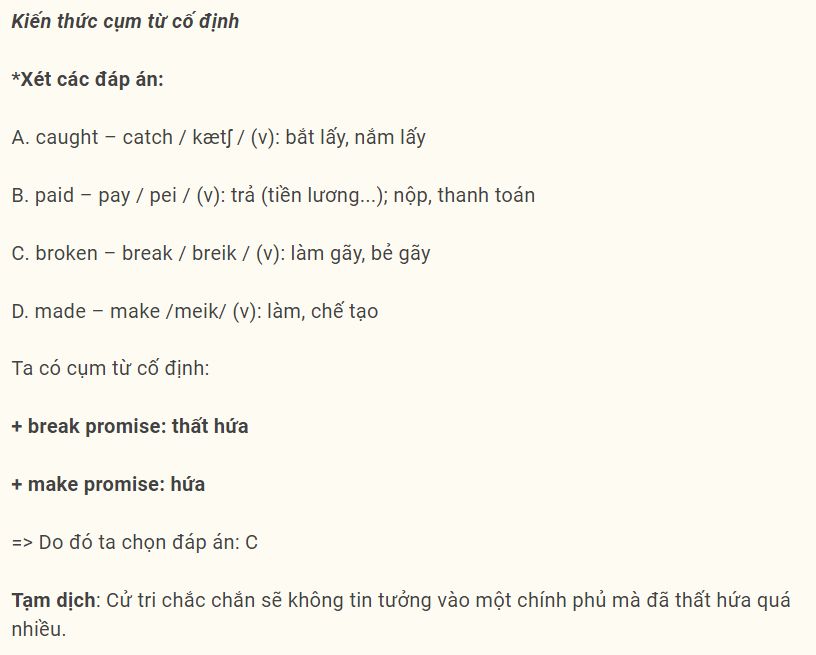 Kiến thức cụm từ cố định
*Xét các đáp án:
A. caught – catch / kætʃ / (v): bắt lấy, nắm lấy
B. paid – pay / pei / (v): trả (tiền lương...); nộp, thanh toán
C. broken – break / breik / (v): làm gãy, bẻ gãy
D. made – make /meik/ (v): làm, chế tạo
Ta có cụm từ cố định:
+ break promise: thất hứa
+ make promise: hứa
=> Do đó ta chọn đáp án: C
Tạm dịch: Cử tri chắc chắn sẽ không tin tưởng vào một chính phủ mà đã thất hứa quá
nhiều.